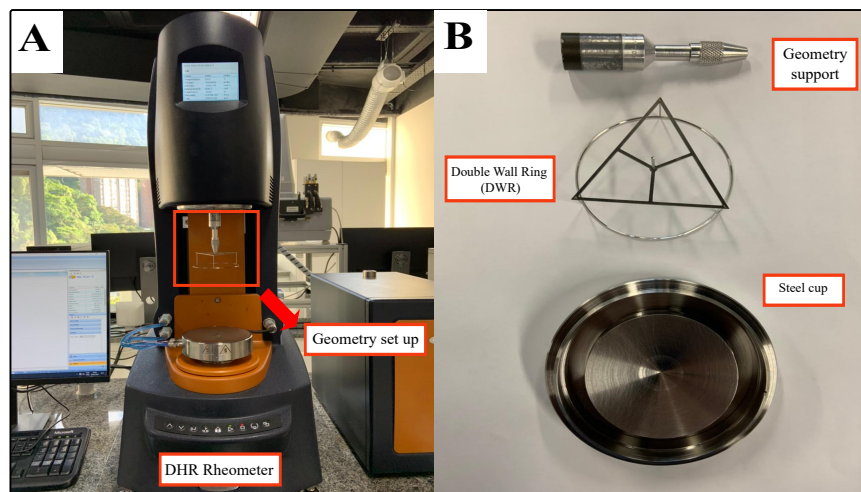 A
B
Geometry
support
Double Wall Ring
(DWR)
Steel cup
Geometry set up
DHR Rheometer